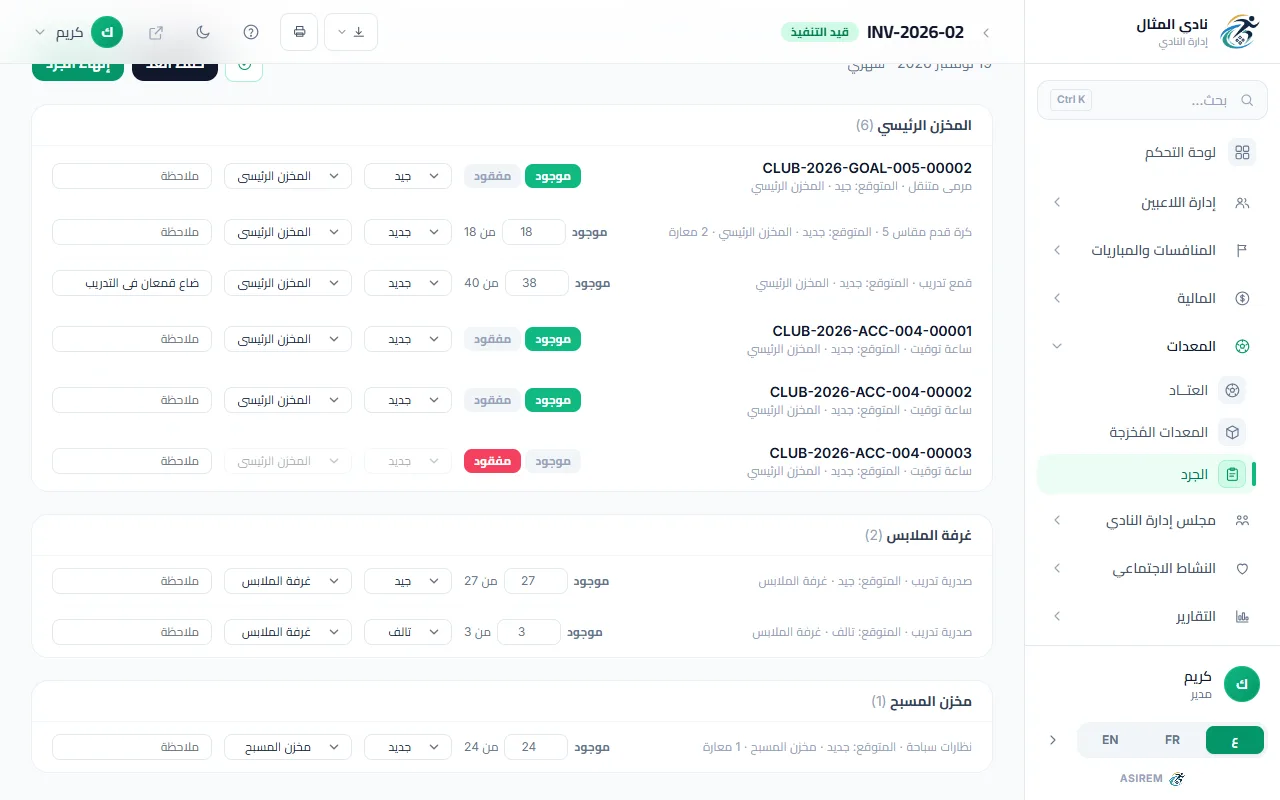 نادي المثال
إدارة النادي
بحث...
Ctrl K
لوحة التحكم
إدارة اللاعبين
المنافسات والمباريات
المالية
المعدات
العتــاد
المعدات المُخرَجة
الجرد
مجلس إدارة النادي
النشاط الاجتماعي
التقارير
كريم
مدير
ع
FR
EN
ASIREM
INV-2026-02
قيد التنفيذ
ك
كريم
19 نوفمبر 2026 · شهري
حفظ العد
إنهاء الجرد
المخزن الرئيسي (6)
CLUB-2026-GOAL-005-00002
مرمى متنقل · المتوقع: جيد · المخزن الرئيسي
موجود
مفقود
جيد
المخزن الرئيسي
ملاحظة
كرة قدم مقاس 5 · المتوقع: جديد · المخزن الرئيسي · 2 معارة
موجود 18 من 18
جديد
المخزن الرئيسي
ملاحظة
قمع تدريب · المتوقع: جديد · المخزن الرئيسي
موجود 38 من 40
جديد
المخزن الرئيسي
ضاع قمعان في التدريب
CLUB-2026-ACC-004-00001
ساعة توقيت · المتوقع: جديد · المخزن الرئيسي
موجود
مفقود
جديد
المخزن الرئيسي
ملاحظة
CLUB-2026-ACC-004-00002
ساعة توقيت · المتوقع: جديد · المخزن الرئيسي
موجود
مفقود
جديد
المخزن الرئيسي
ملاحظة
CLUB-2026-ACC-004-00003
ساعة توقيت · المتوقع: جديد · المخزن الرئيسي
موجود
مفقود
جديد
المخزن الرئيسي
ملاحظة
غرفة الملابس (2)
صدرية تدريب · المتوقع: جيد · غرفة الملابس
موجود 27 من 27
جيد
غرفة الملابس
ملاحظة
صدرية تدريب · المتوقع: تالف · غرفة الملابس
موجود 3 من 3
تالف
غرفة الملابس
ملاحظة
مخزن المسبح (1)
نظارات سباحة · المتوقع: جديد · مخزن المسبح · 1 معارة
موجود 24 من 24
جديد
مخزن المسبح
ملاحظة